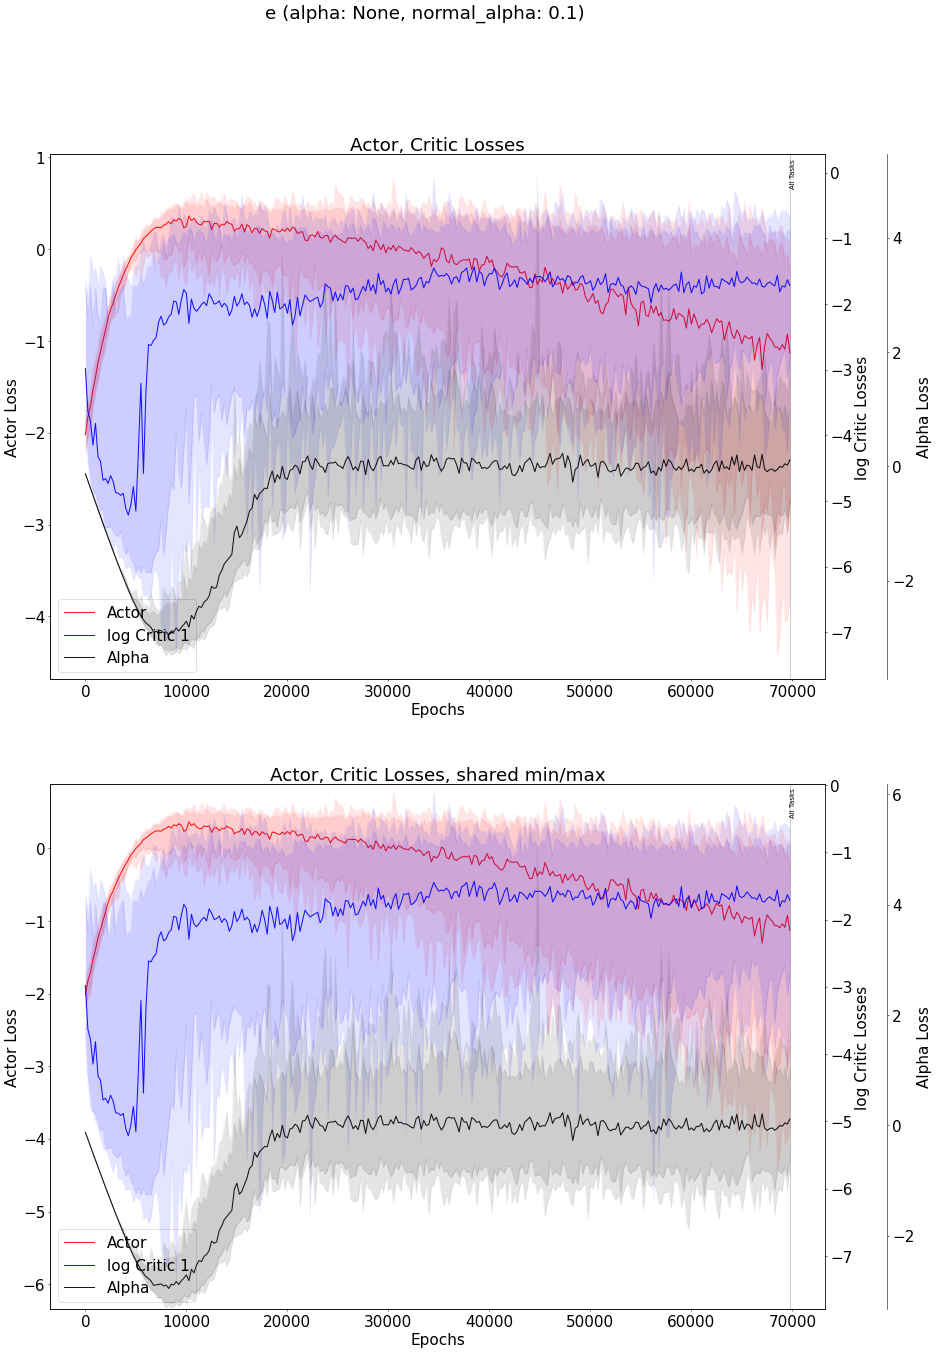 e (alpha: None, normal_alpha: 0.1)
Actor, Critic Losses
1
0
−1
−2
−3
−4
Actor Loss
0
10000
20000
30000
40000
50000
60000
70000
Epochs
0
−1
−2
−3
−4
−5
−6
−7
log Critic Losses
4
2
0
−2
Alpha Loss
All Tasks
Actor
log Critic 1
Alpha
Actor, Critic Losses, shared min/max
0
−1
−2
−3
−4
−5
−6
Actor Loss
0
10000
20000
30000
40000
50000
60000
70000
Epochs
0
−1
−2
−3
−4
−5
−6
−7
log Critic Losses
6
4
2
0
−2
Alpha Loss
All Tasks
Actor
log Critic 1
Alpha